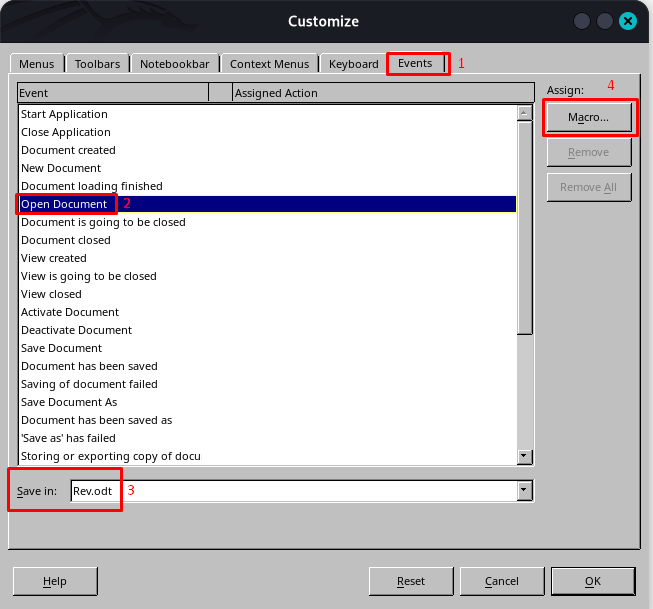 Customize
Menus Toolbars Notebookbar Context Menus Keyboard Events 1
Event Assigned Action
Assign: 4
Start Application
Macro...
Close Application
Document created
Remove
New Document
Document loading finished
Remove All
Open Document 2
Document is going to be closed
Document closed
View created
View is going to be closed
View closed
Activate Document
Deactivate Document
Save Document
Document has been saved
Saving of document failed
Save Document As
Document has been saved as
'Save as' has failed
Storing or exporting copy of docu
Save in: Rev.odt 3
Help Reset Cancel OK